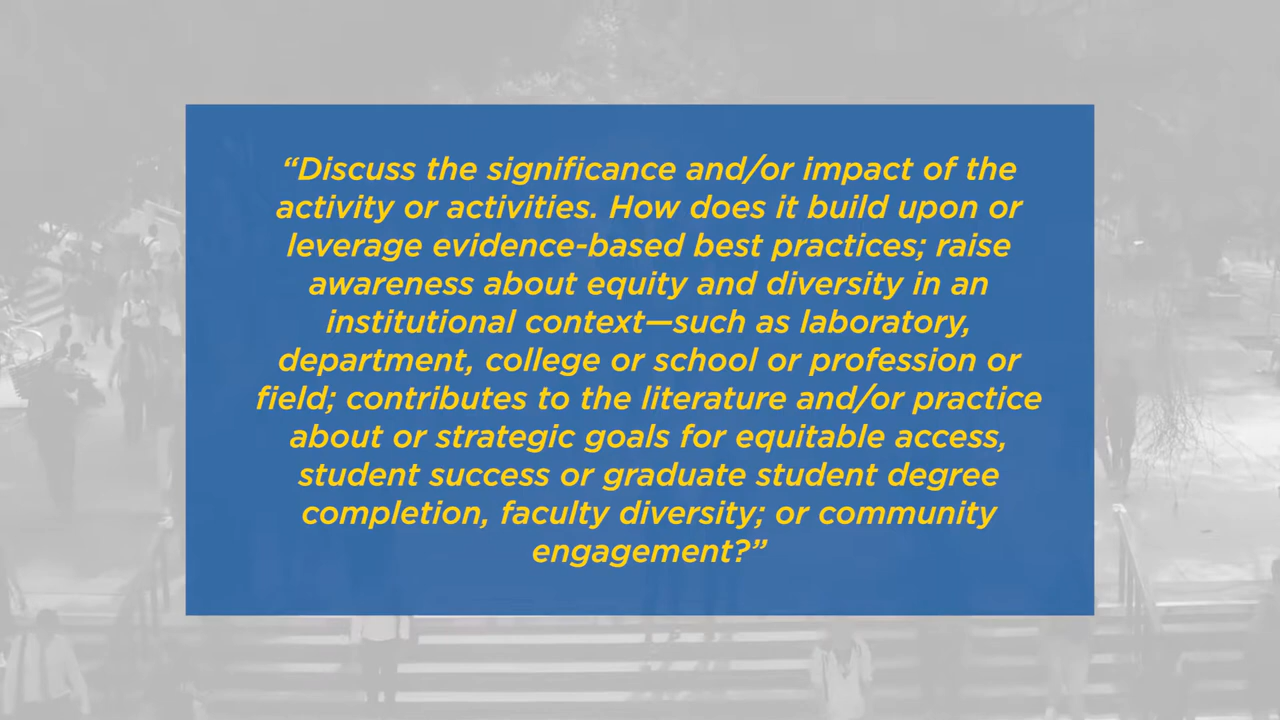 “Discuss the significance and/or impact of the
activity or activities. How does it build upon or
leverage evidence-based best practices; raise
awareness about equity and diversity in an
institutional context—such as laboratory,
department, college or school or profession or
field; contributes to the literature and/or practice
about or strategic goals for equitable access,
student success or graduate student degree
completion, faculty diversity; or community
engagement?”